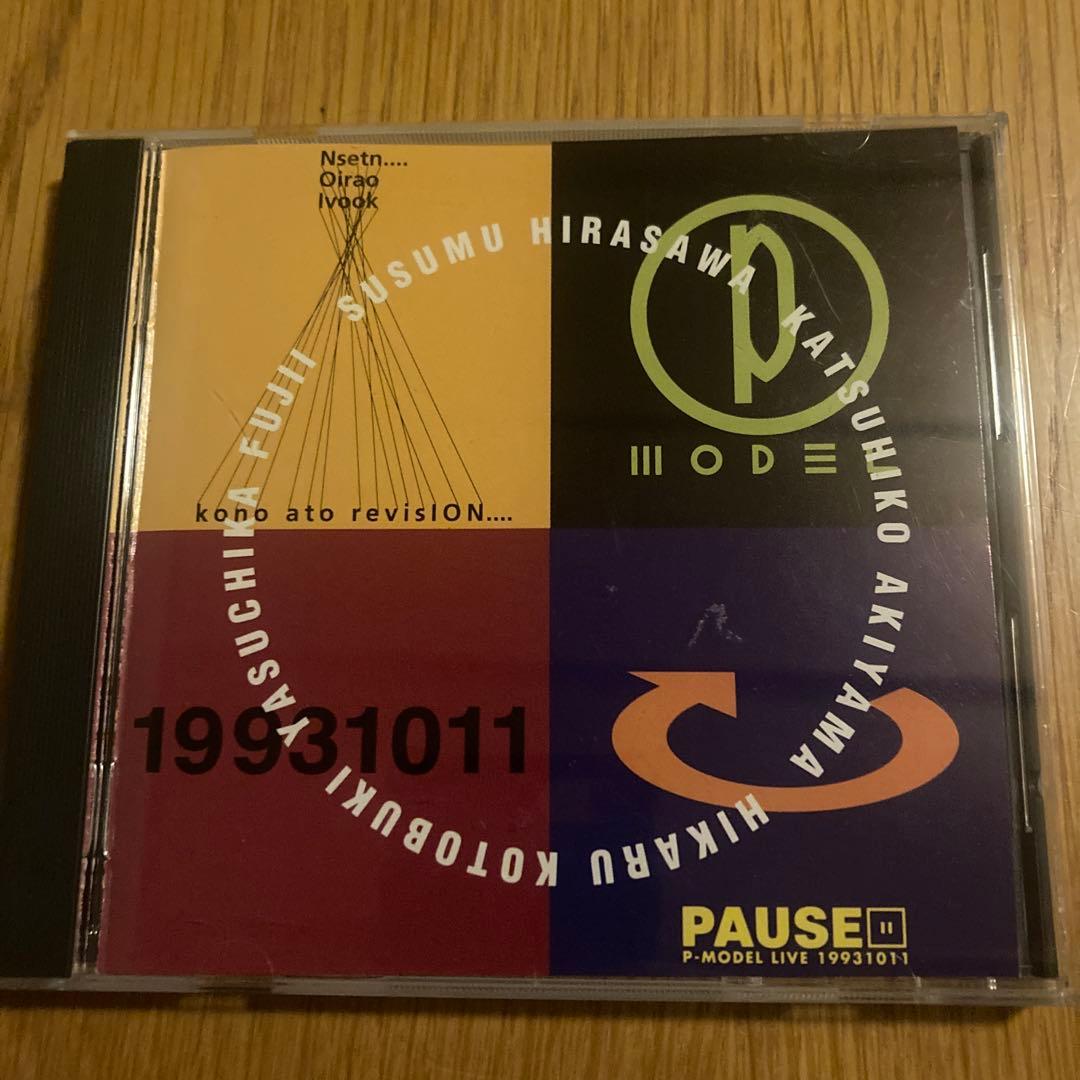 Nsetn....
Oirao
Ivook
kono ato revisION....
SUSUMU HIRASAWA
KATSUHIKO AKIYAMA
HIKARU KOTOBUKI
YASUCHIKA FUJII
P
MODEL
19931011
PAUSE
P-MODEL LIVE 19931011